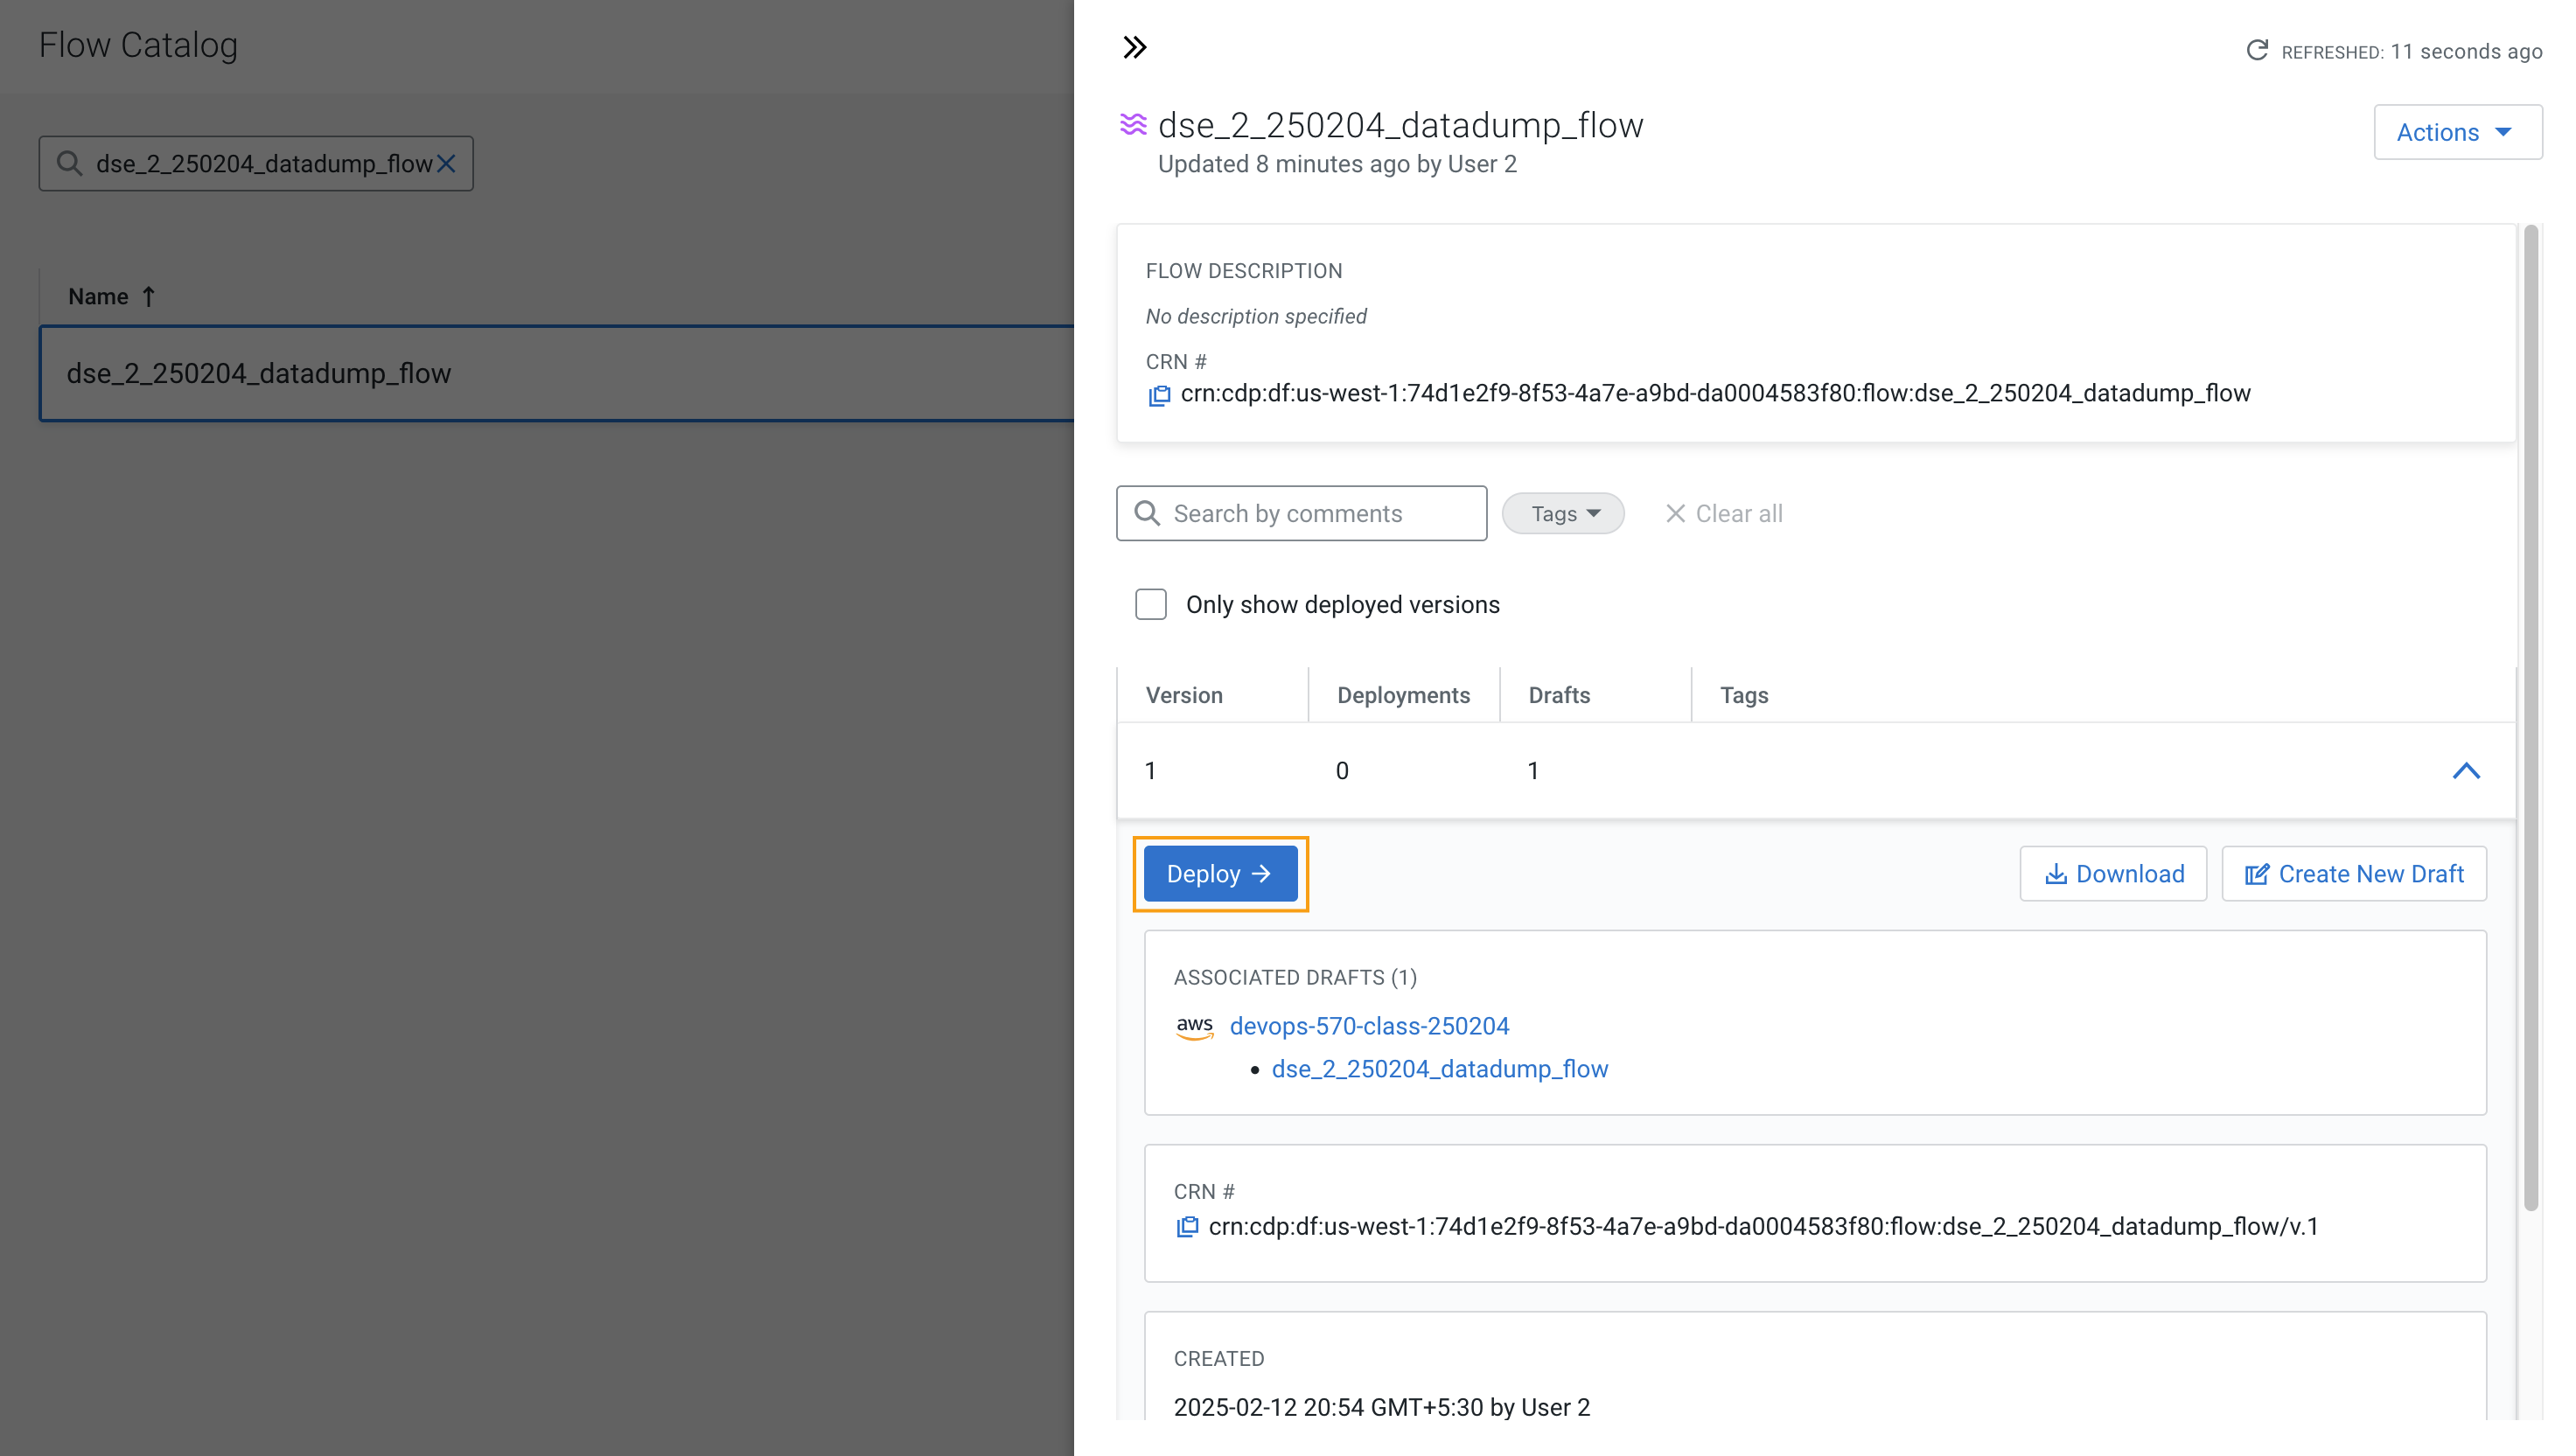 Flow Catalog
dse_2_250204_datadump_flow
Name
dse_2_250204_datadump_flow
REFRESHED: 11 seconds ago
dse_2_250204_datadump_flow
Updated 8 minutes ago by User 2
Actions
FLOW DESCRIPTION
No description specified
CRN #
crn:cdp:df:us-west-1:74d1e2f9-8f53-4a7e-a9bd-da0004583f80:flow:dse_2_250204_datadump_flow
Search by comments
Tags
Clear all
Only show deployed versions
Version Deployments Drafts Tags
1 0 1
Deploy
Download
Create New Draft
ASSOCIATED DRAFTS (1)
aws devops-570-class-250204
• dse_2_250204_datadump_flow
CRN #
crn:cdp:df:us-west-1:74d1e2f9-8f53-4a7e-a9bd-da0004583f80:flow:dse_2_250204_datadump_flow/v.1
CREATED
2025-02-12 20:54 GMT+5:30 by User 2